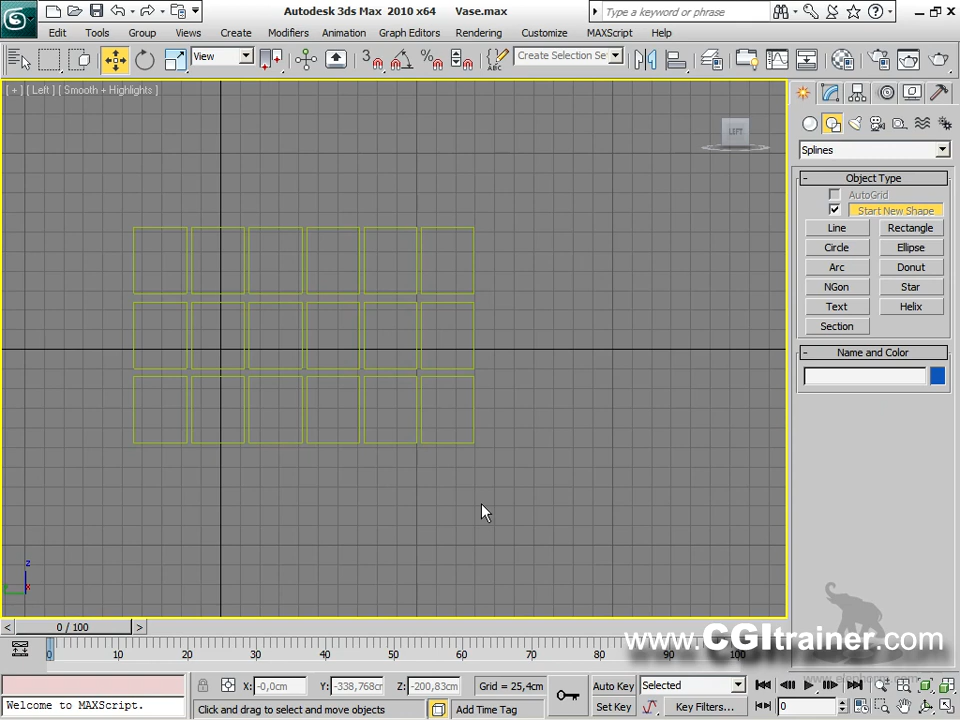 Autodesk 3ds Max 2010 x64 Vase.max
Type a keyword or phrase
Edit Tools Group Views Create Modifiers Animation Graph Editors Rendering Customize MAXScript Help
View
3
Create Selection Se
ABC
[ + ] [ Left ] [ Smooth + Highlights ]
LEFT
Splines
- Object Type
AutoGrid
Start New Shape
Line Rectangle
Circle Ellipse
Arc Donut
NGon Star
Text Helix
Section
- Name and Color
z
x
< 0 / 100 >
0 10 20 30 40 50 60 70 80 90 100
www.CGItrainer.com
X: -0,0cm Y: -338,768cm Z: -200,83cm Grid = 25,4cm Auto Key Selected
Welcome to MAXScript. Click and drag to select and move objects Add Time Tag Set Key Key Filters... 0